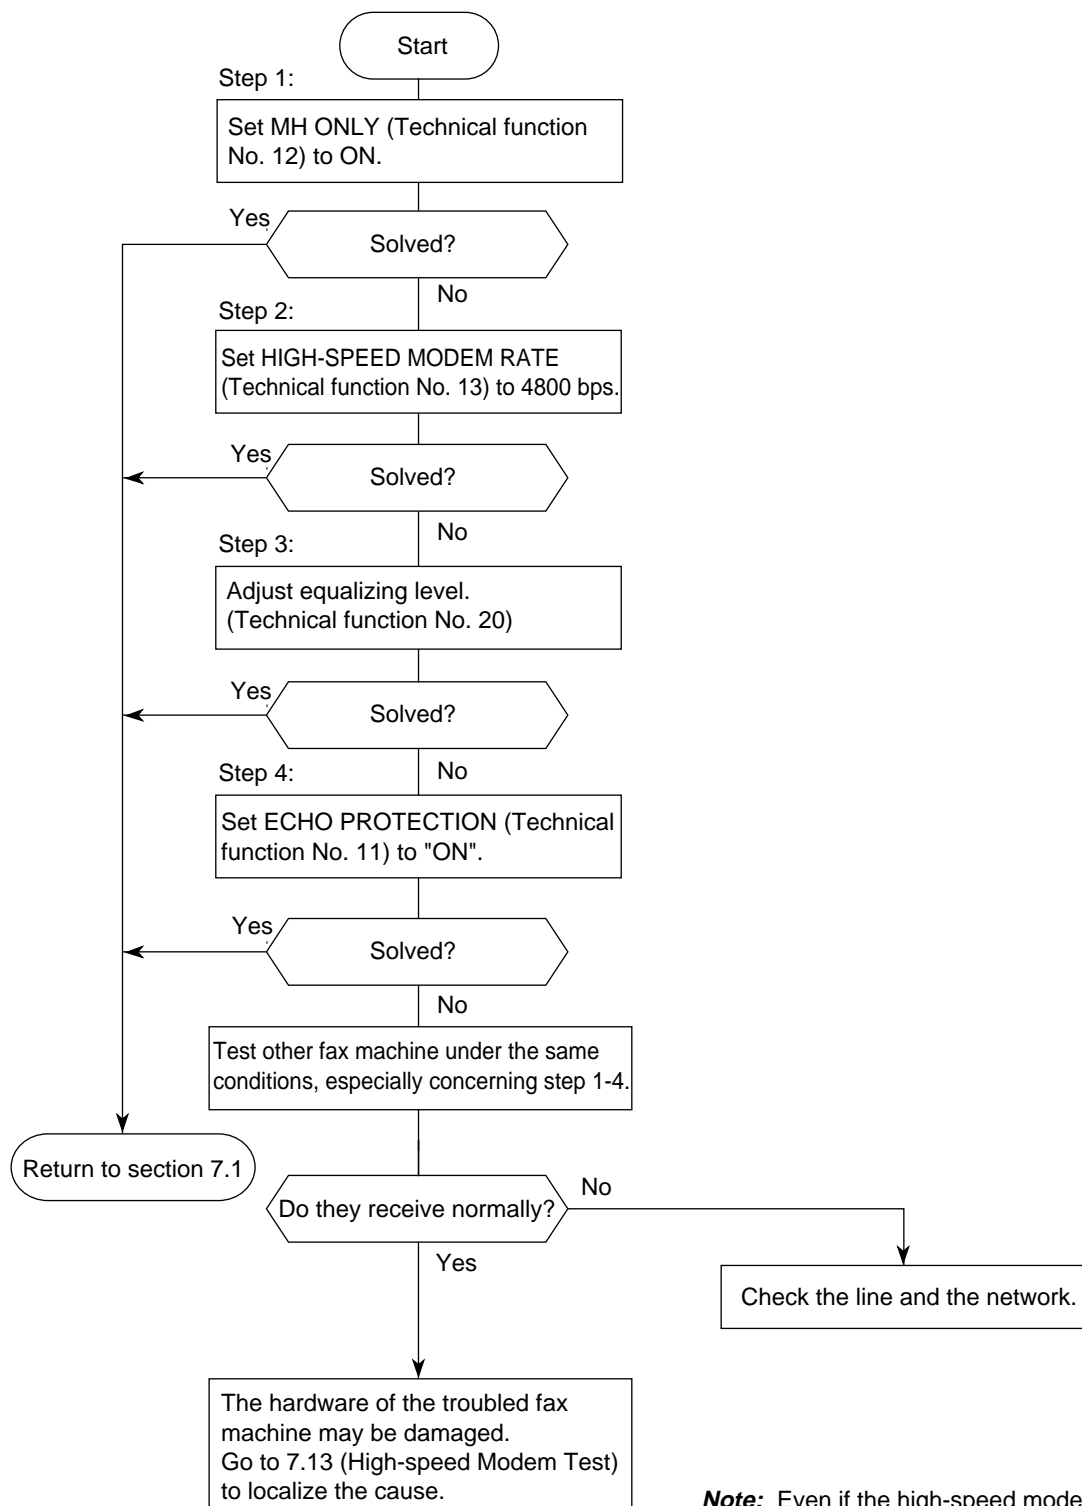 Start
Step 1:
Set MH ONLY (Technical function
No. 12) to ON.
Yes
Solved?
No
Step 2:
Set HIGH-SPEED MODEM RATE
(Technical function No. 13) to 4800 bps.
Yes
Solved?
No
Step 3:
Adjust equalizing level.
(Technical function No. 20)
Yes
Solved?
No
Step 4:
Set ECHO PROTECTION (Technical
function No. 11) to "ON".
Yes
Solved?
No
Test other fax machine under the same
conditions, especially concerning step 1-4.
Return to section 7.1
Do they receive normally?
No
Yes
Check the line and the network.
The hardware of the troubled fax
machine may be damaged.
Go to 7.13 (High-speed Modem Test)
to localize the cause.
Note: Even if the high-speed mode